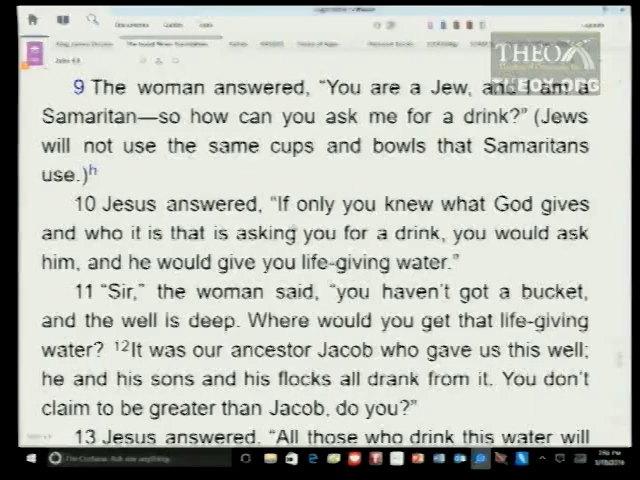 THEOX
THEOX.ORG
9 The woman answered, “You are a Jew, and I am a
Samaritan—so how can you ask me for a drink?” (Jews
will not use the same cups and bowls that Samaritans
use.)h
10 Jesus answered, “If only you knew what God gives
and who it is that is asking you for a drink, you would ask
him, and he would give you life-giving water.”
11 “Sir,” the woman said, “you haven't got a bucket,
and the well is deep. Where would you get that life-giving
water? 12It was our ancestor Jacob who gave us this well;
he and his sons and his flocks all drank from it. You don't
claim to be greater than Jacob, do you?”
13 Jesus answered, “All those who drink this water will